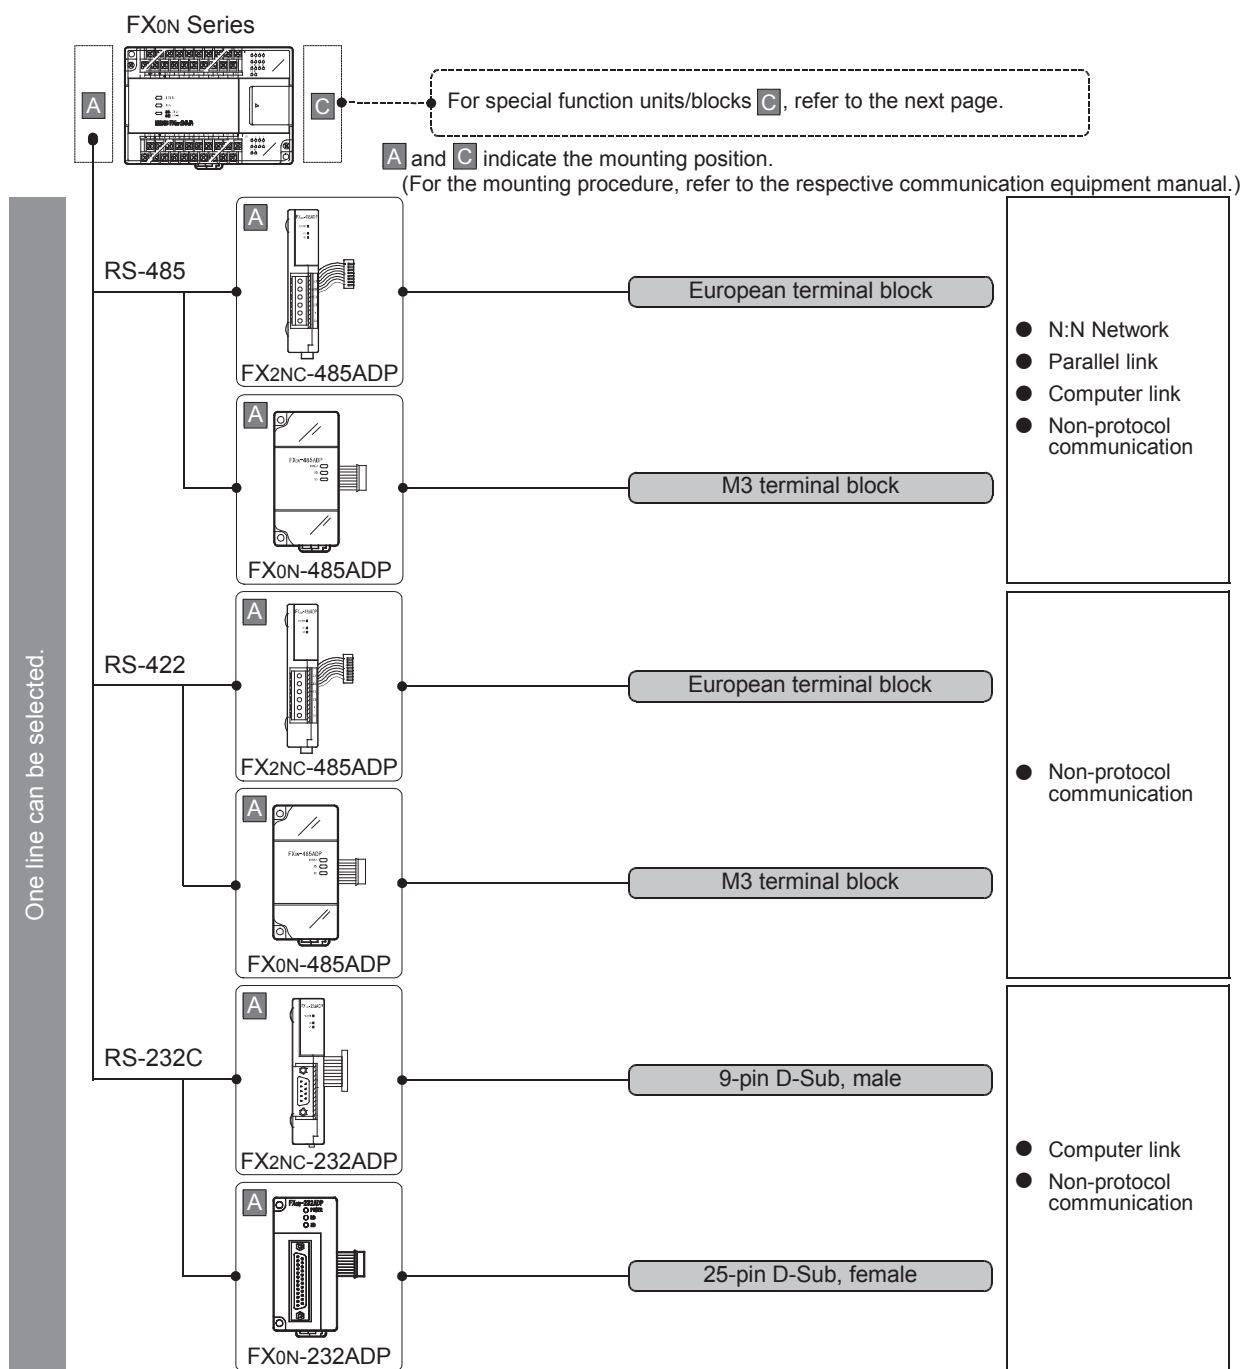 FX0N Series
A
C
For special function units/blocks C, refer to the next page.
A and C indicate the mounting position.
(For the mounting procedure, refer to the respective communication equipment manual.)
One line can be selected.
RS-485
A
FX2NC-485ADP
European terminal block
A
FX0N-485ADP
M3 terminal block
● N:N Network
● Parallel link
● Computer link
● Non-protocol
communication
RS-422
A
FX2NC-485ADP
European terminal block
A
FX0N-485ADP
M3 terminal block
● Non-protocol
communication
RS-232C
A
FX2NC-232ADP
9-pin D-Sub, male
A
FX0N-232ADP
25-pin D-Sub, female
● Computer link
● Non-protocol
communication